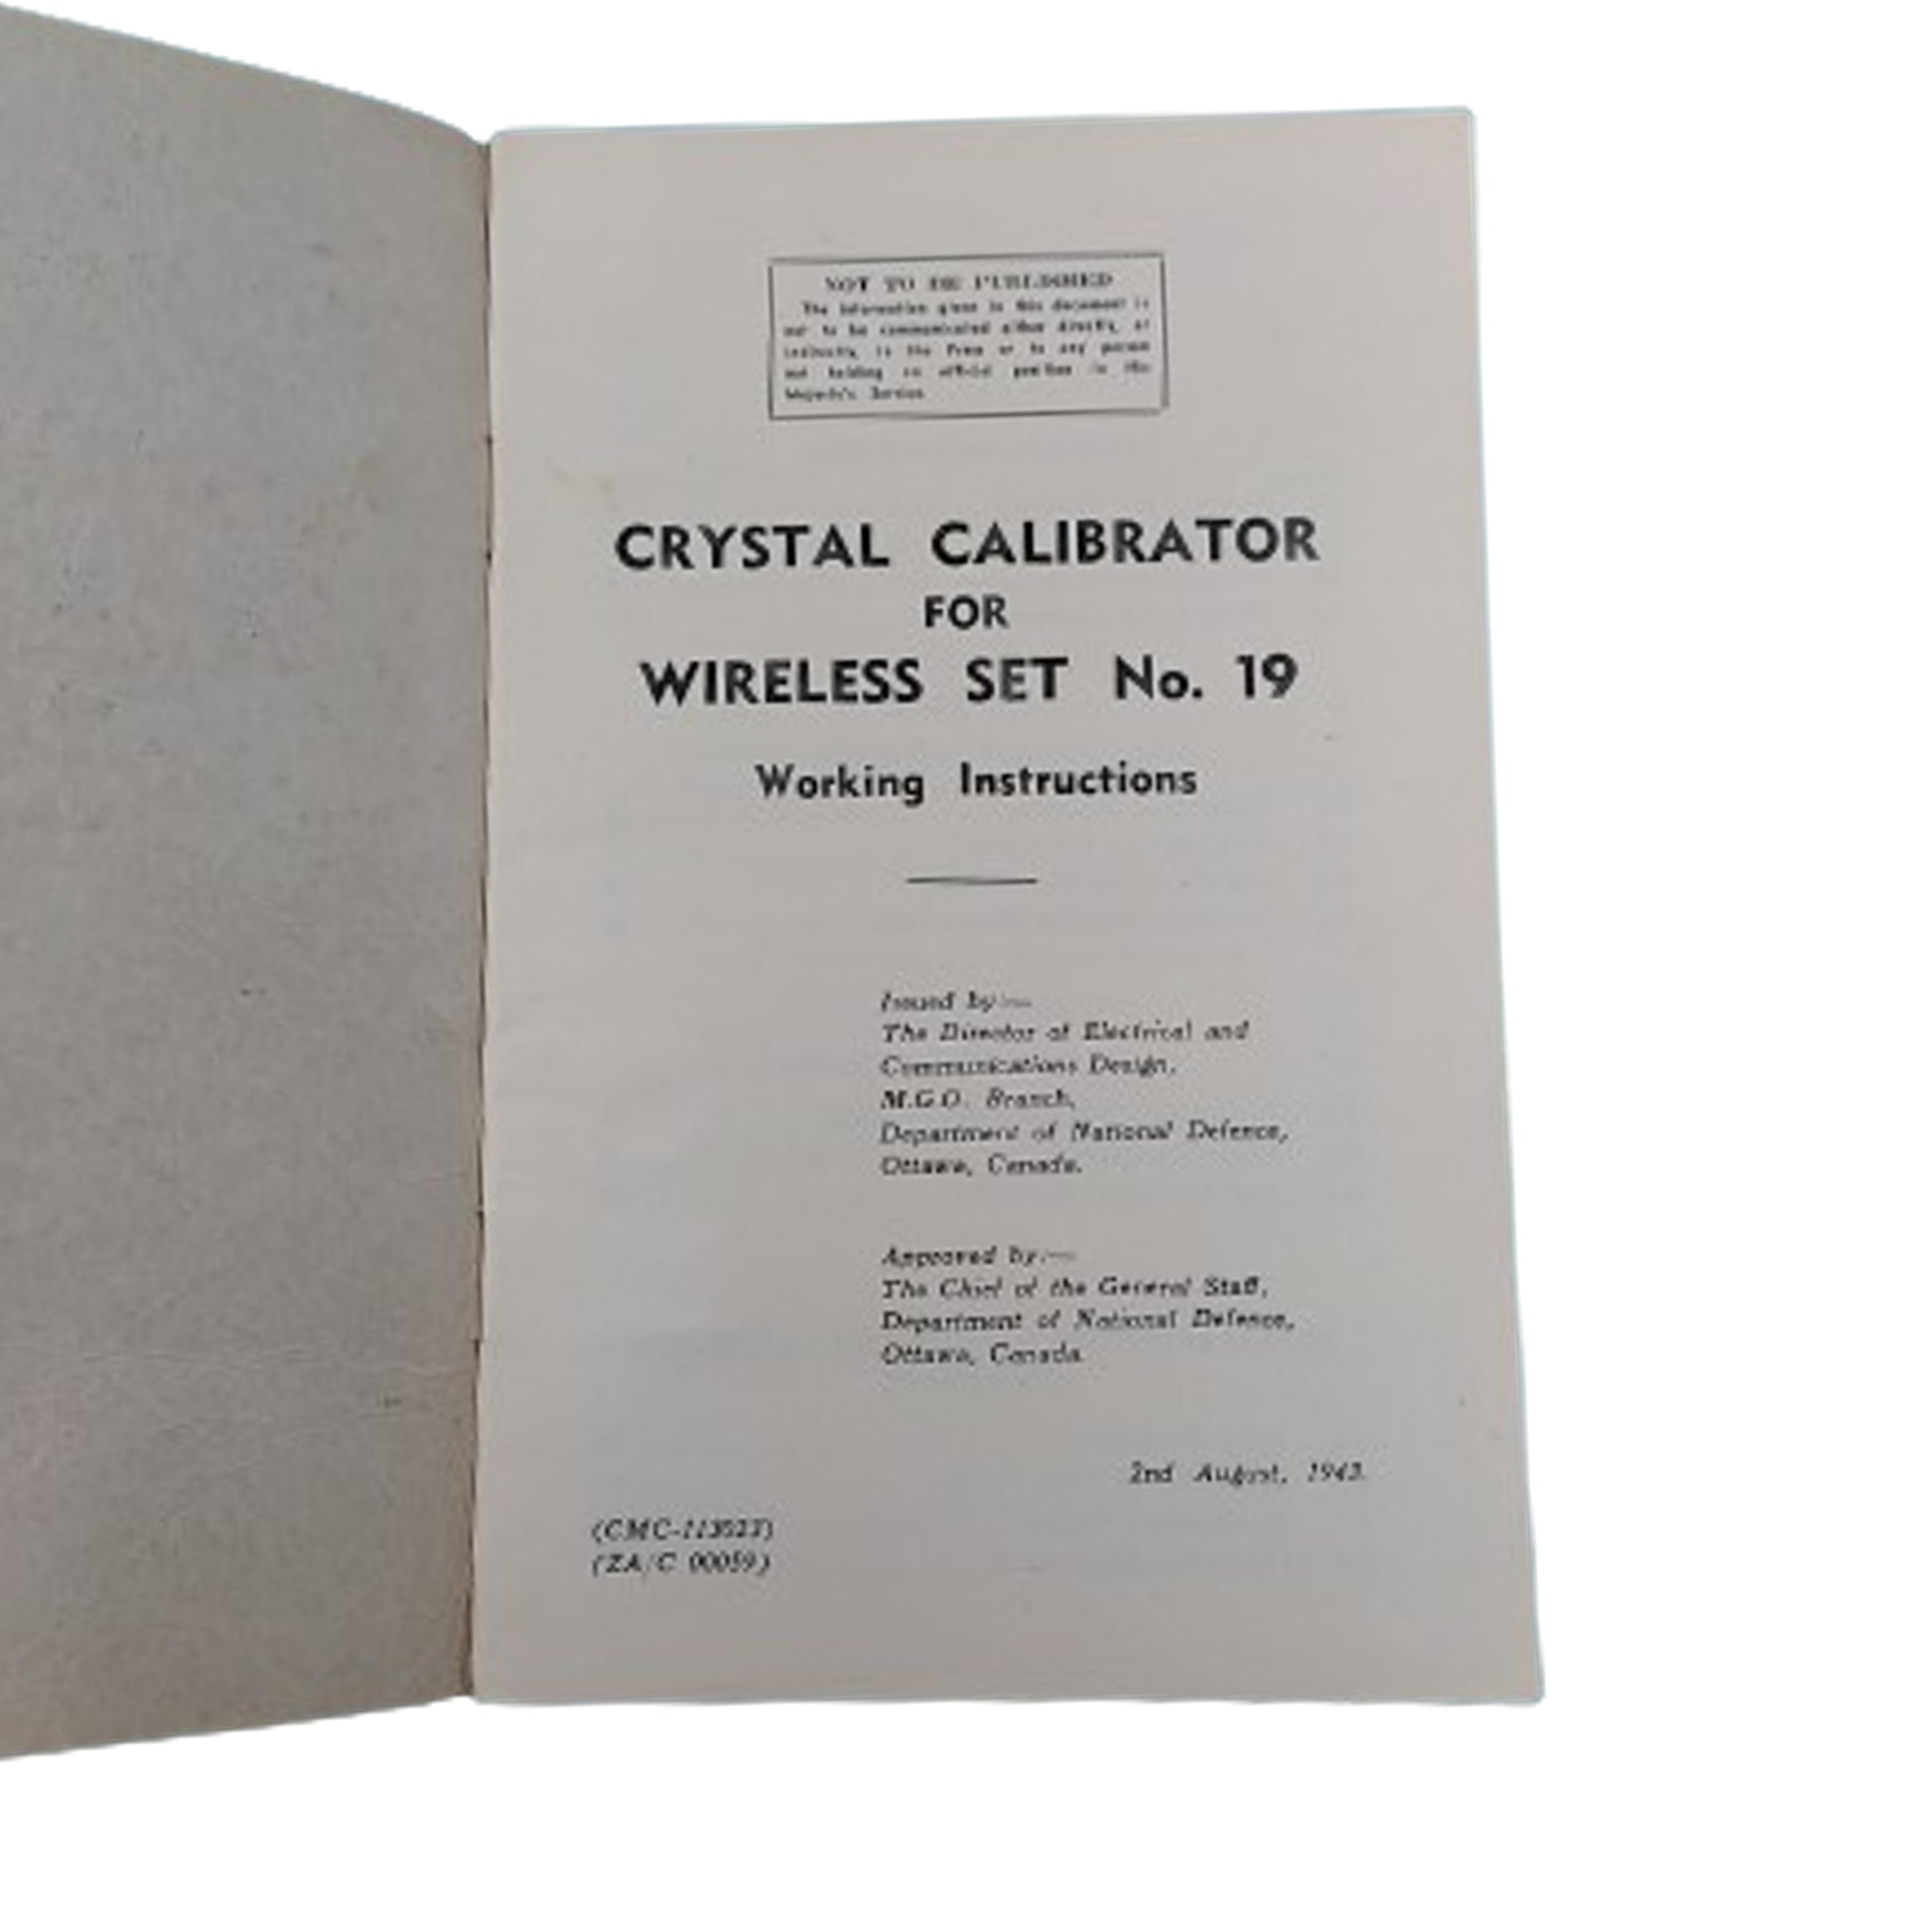 NOT TO BE PUBLISHED
The information given in this document is
not to be communicated either directly, or
indirectly, to the Press or to any person
not holding an official position in His
Majesty's Service.
CRYSTAL CALIBRATOR
FOR
WIRELESS SET No. 19
Working Instructions
Issued by:—
The Director of Electrical and
Communications Design,
M.G.O. Branch,
Department of National Defence,
Ottawa, Canada.
Approved by:—
The Chief of the General Staff,
Department of National Defence,
Ottawa, Canada.
2nd August,
(ZA/C 00059)